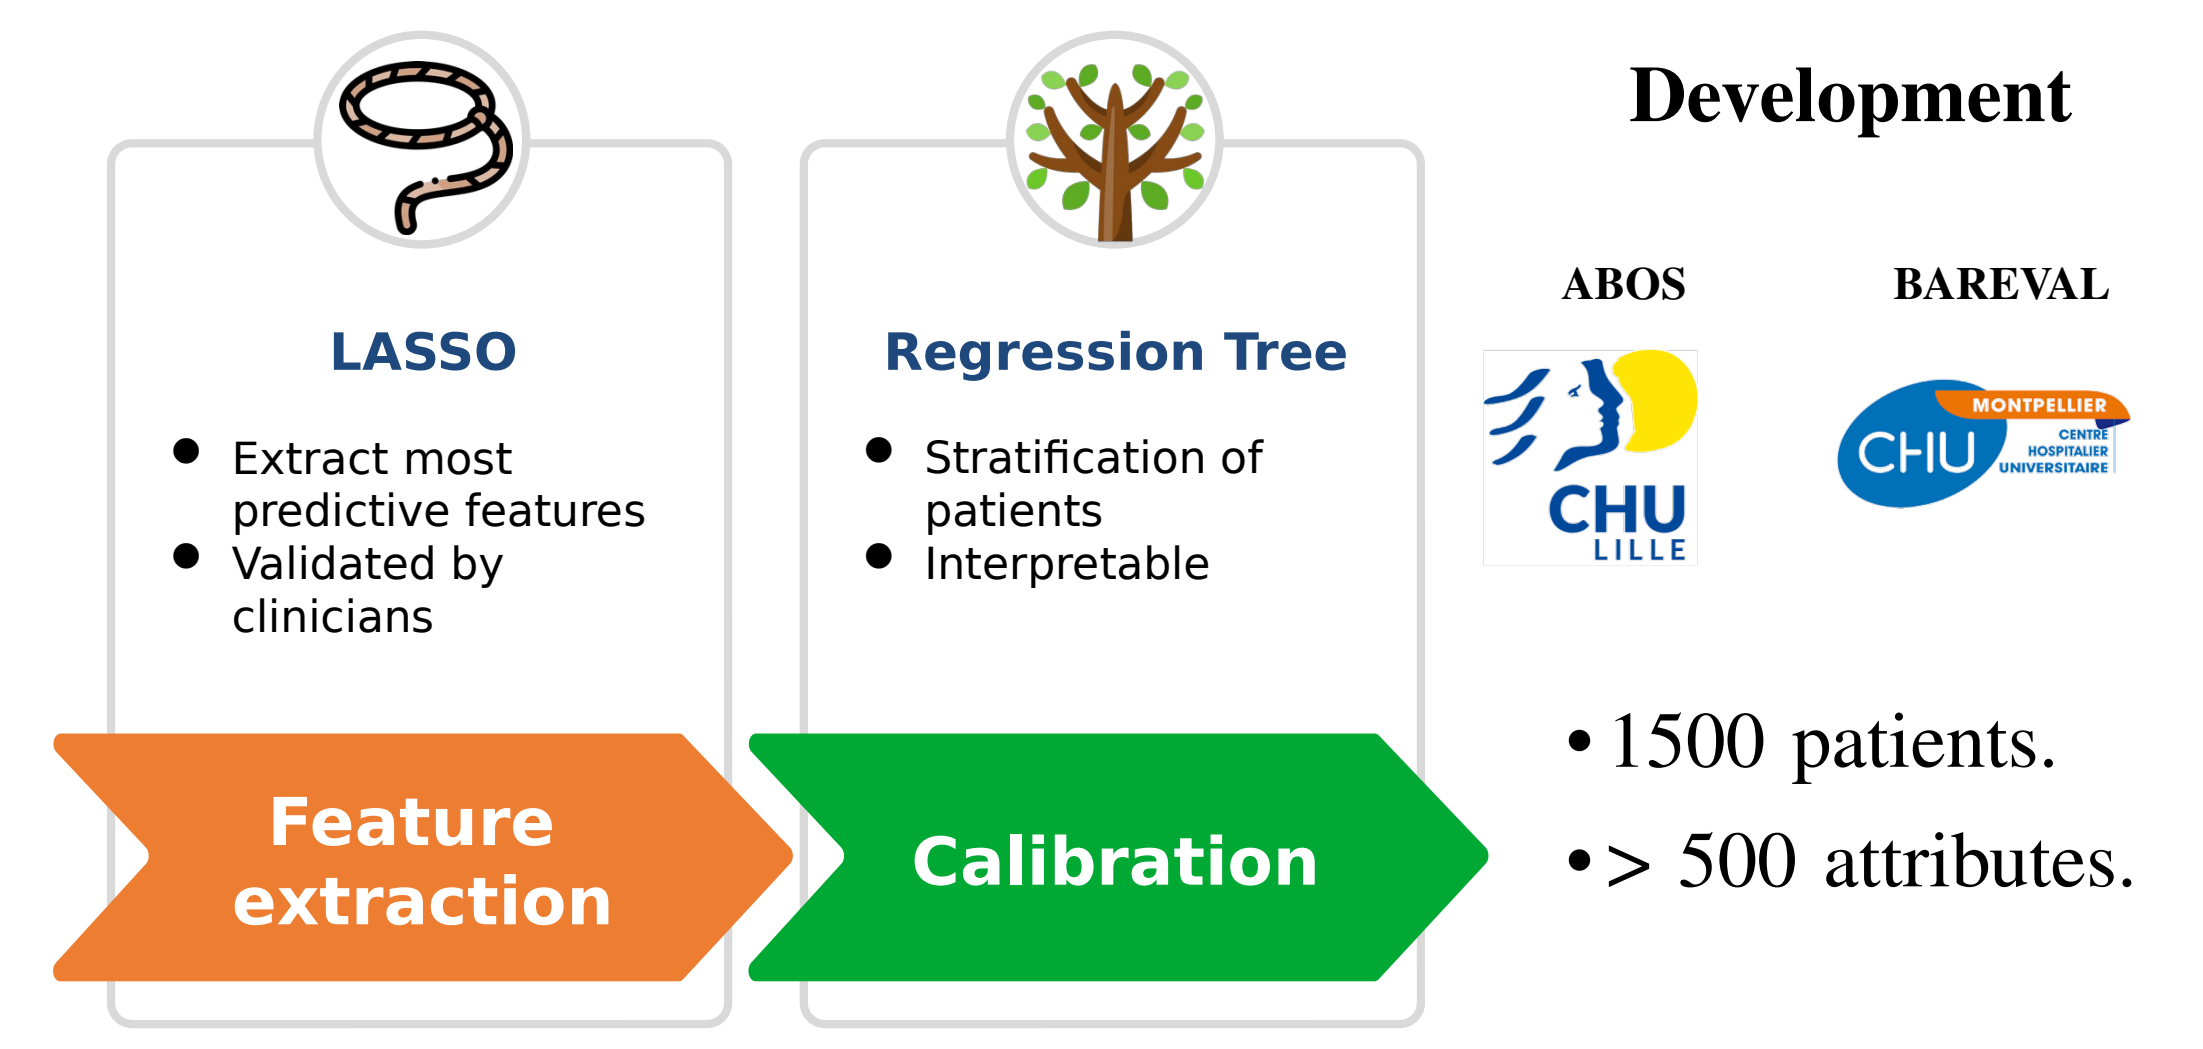 LASSO
● Extract most
predictive features
● Validated by
clinicians
Feature
extraction
Regression Tree
● Stratification of
patients
● Interpretable
Calibration
Development
ABOS
CHU
LILLE
BAREVAL
MONTPELLIER
CHU
CENTRE
HOSPITALIER
UNIVERSITAIRE
• 1500 patients.
• > 500 attributes.